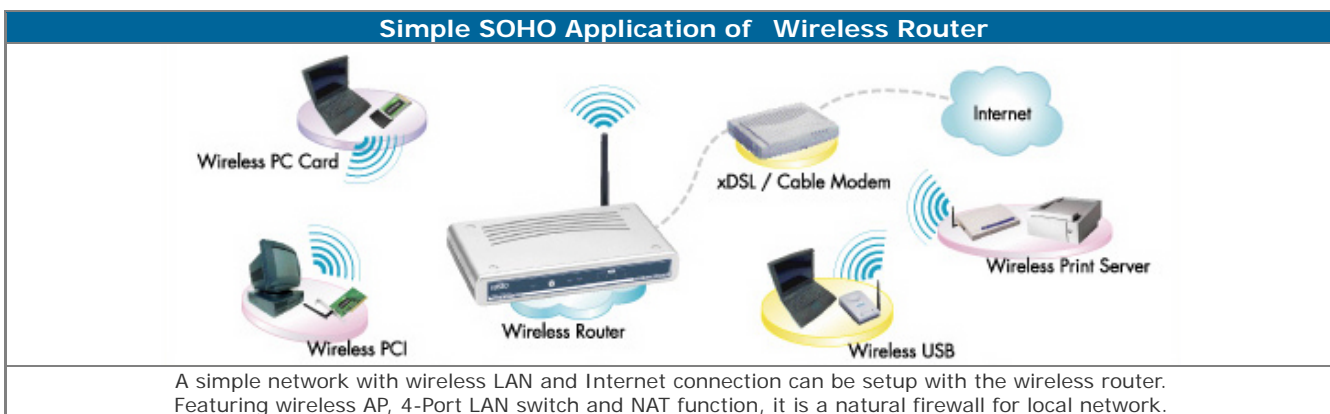 Simple SOHO Application of Wireless Router
Internet
Wireless PC Card
xDSL / Cable Modem
Wireless Print Server
Wireless Router
Wireless PCI
Wireless USB
A simple network with wireless LAN and Internet connection can be setup with the wireless router.
Featuring wireless AP, 4-Port LAN switch and NAT function, it is a natural firewall for local network.